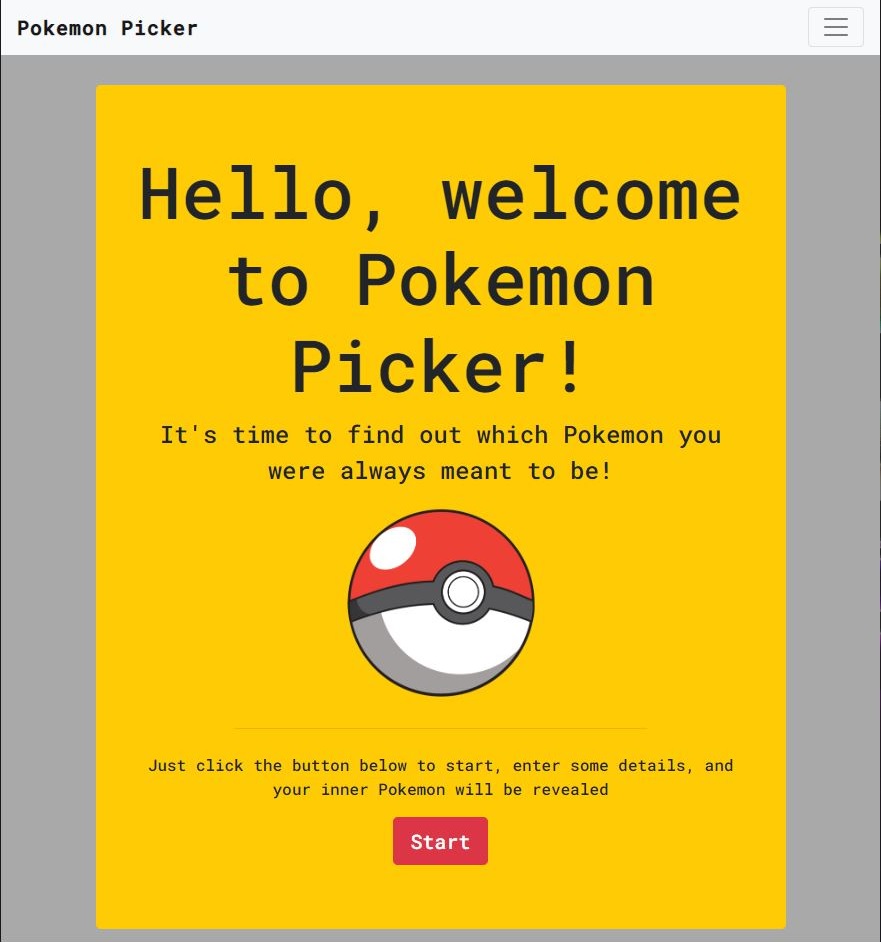 Pokemon Picker
Hello, welcome
to Pokemon
Picker!
It's time to find out which Pokemon you
were always meant to be!
Just click the button below to start, enter some details, and
your inner Pokemon will be revealed
Start